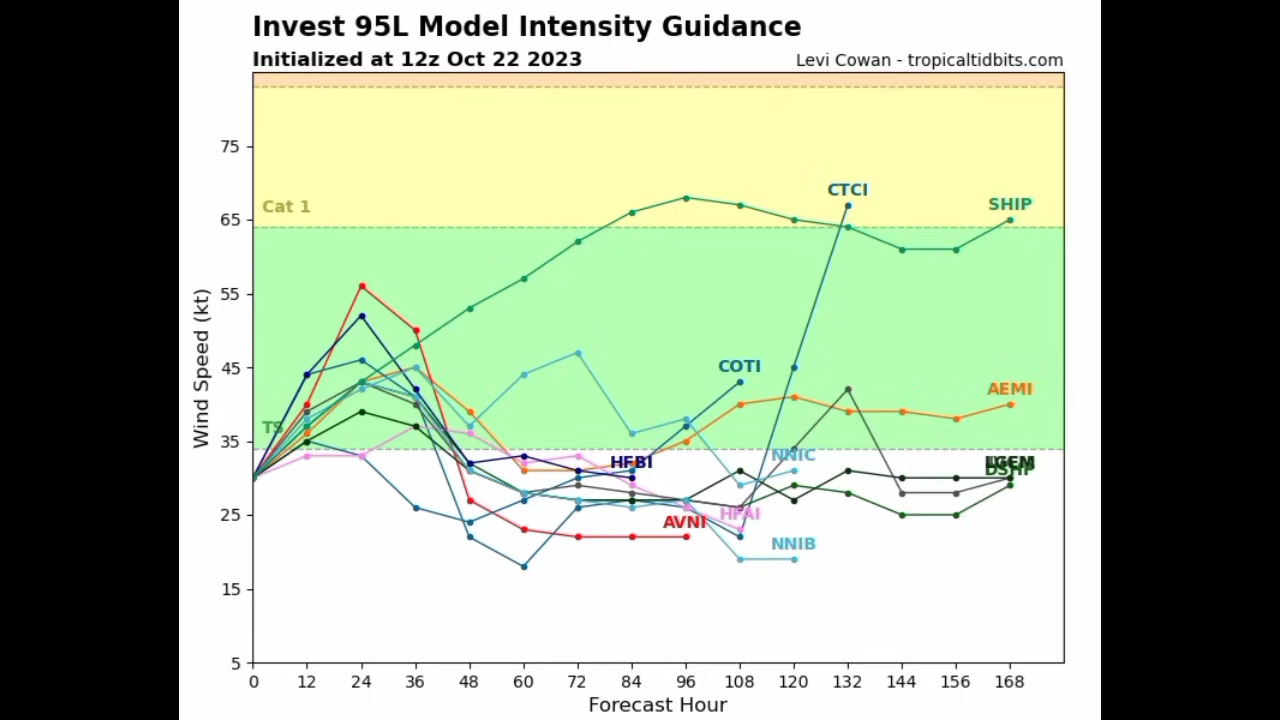 Invest 95L Model Intensity Guidance
Initialized at 12z Oct 22 2023
Levi Cowan - tropicaltidbits.com
75
CTCI
Cat 1
SHIP
65
55
Wind Speed (kt)
45
COTI
AEMI
TS
35
HFBI
NNIC
DSHP
25
HFAI
AVNI
NNIB
15
5
0 12 24 36 48 60 72 84 96 108 120 132 144 156 168
Forecast Hour